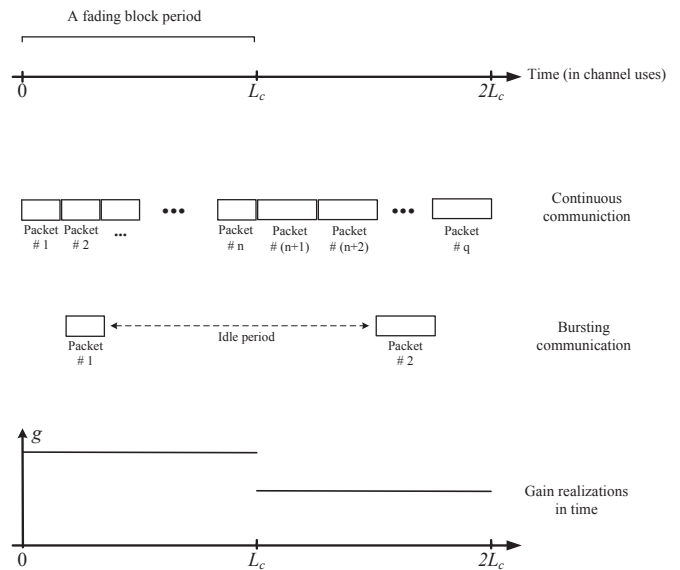 A fading block period
0
L_c
2L_c
Time (in channel uses)
Packet
# 1
Packet
# 2
...
•••
Packet
# n
Packet
# (n+1)
Packet
# (n+2)
•••
Packet
# q
Continuous
communiction
Packet
# 1
Idle period
Packet
# 2
Bursting
communication
g
0
L_c
2L_c
Gain realizations
in time